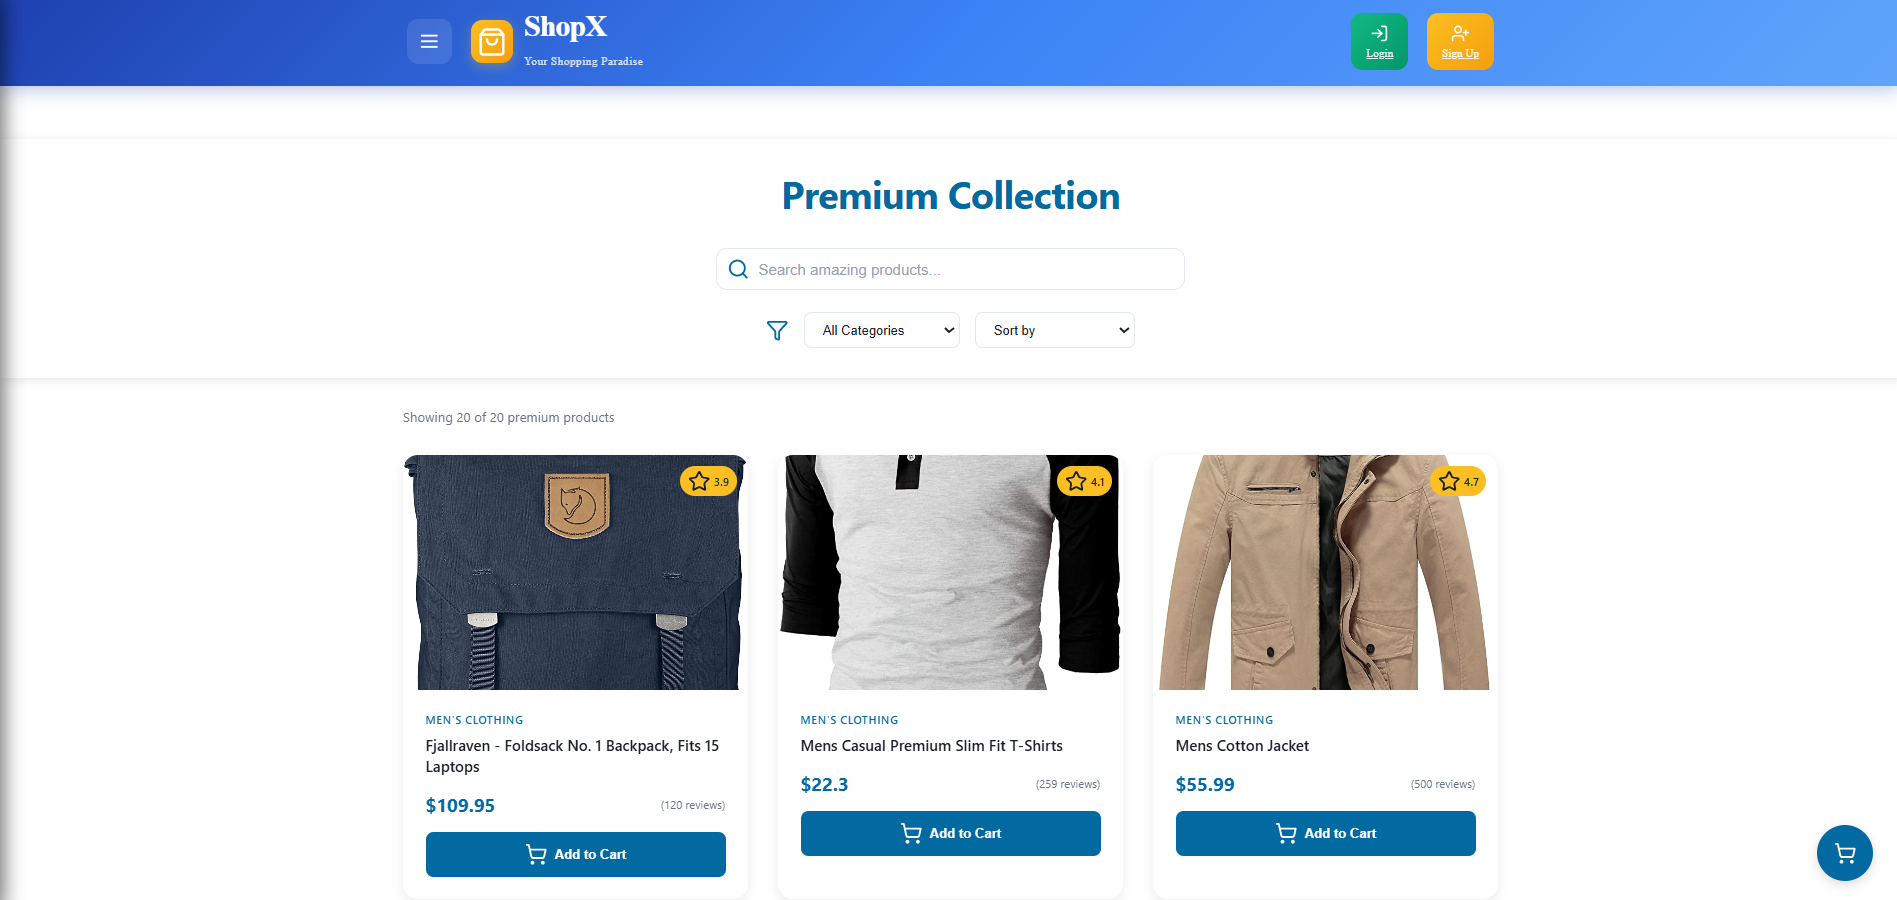 ShopX
Your Shopping Paradise
Login
Sign Up
Premium Collection
Search amazing products...
All Categories
Sort by
Showing 20 of 20 premium products
3.9
4.1
4.7
MEN'S CLOTHING
Fjallraven - Foldsack No. 1 Backpack, Fits 15
Laptops
$109.95
(120 reviews)
Add to Cart
MEN'S CLOTHING
Mens Casual Premium Slim Fit T-Shirts
$22.3
(259 reviews)
Add to Cart
MEN'S CLOTHING
Mens Cotton Jacket
$55.99
(500 reviews)
Add to Cart